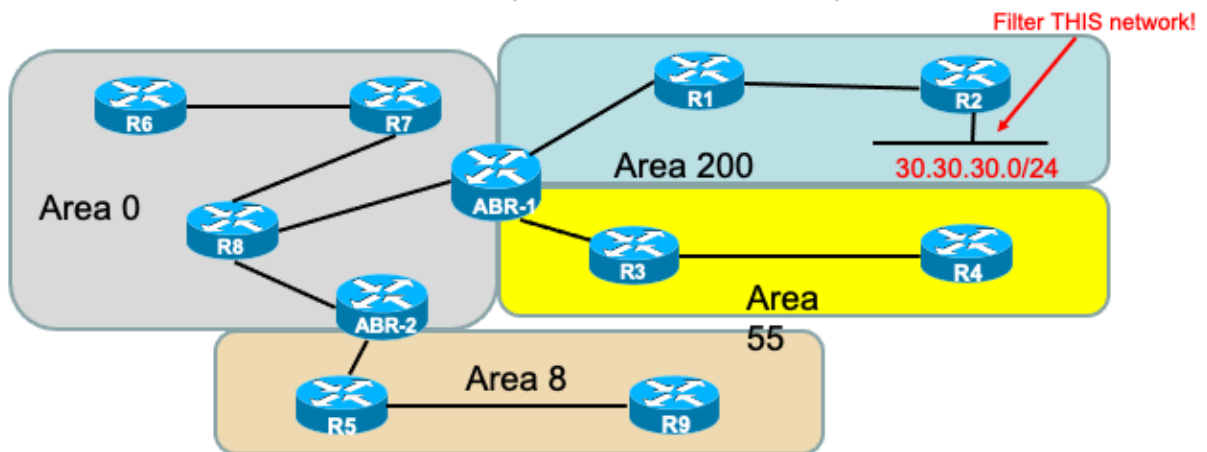 Filter THIS network!
R6
R7
R1
R2
Area 200
30.30.30.0/24
Area 0
ABR-1
R8
R3
R4
Area
55
ABR-2
Area 8
R5
R9